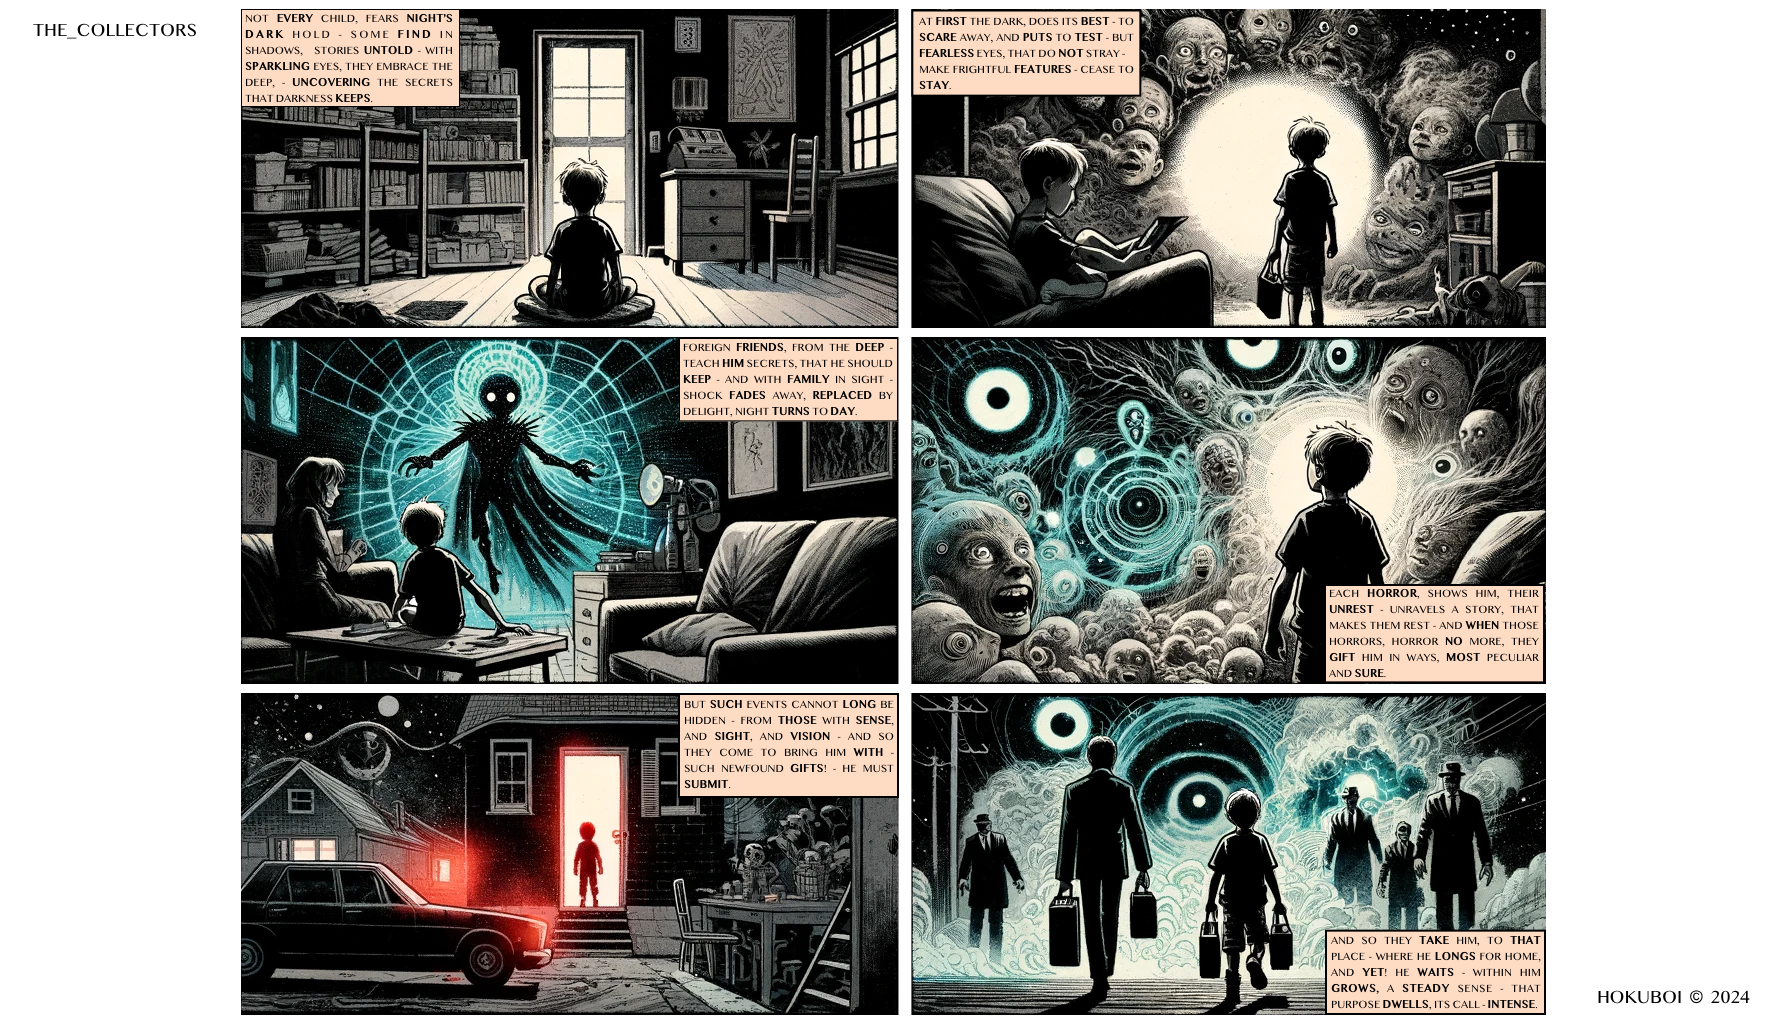 THE_COLLECTORS
NOT EVERY CHILD, FEARS NIGHT'S
DARK HOLD - SOME FIND IN
SHADOWS, STORIES UNTOLD - WITH
SPARKLING EYES, THEY EMBRACE THE
DEEP, - UNCOVERING THE SECRETS
THAT DARKNESS KEEPS.
AT FIRST THE DARK, DOES ITS BEST - TO
SCARE AWAY, AND PUTS TO TEST - BUT
FEARLESS EYES, THAT DO NOT STRAY -
MAKE FRIGHTFUL FEATURES - CEASE TO
STAY.
FOREIGN FRIENDS, FROM THE DEEP -
TEACH HIM SECRETS, THAT HE SHOULD
KEEP - AND WITH FAMILY IN SIGHT -
SHOCK FADES AWAY, REPLACED BY
DELIGHT, NIGHT TURNS TO DAY.
EACH HORROR, SHOWS HIM, THEIR
UNREST - UNRAVELS A STORY, THAT
MAKES THEM REST - AND WHEN THOSE
HORRORS, HORROR NO MORE, THEY
GIFT HIM IN WAYS, MOST PECULIAR
AND SURE.
BUT SUCH EVENTS CANNOT LONG BE
HIDDEN - FROM THOSE WITH SENSE,
AND SIGHT, AND VISION - AND SO
THEY COME TO BRING HIM WITH -
SUCH NEWFOUND GIFTS! - HE MUST
SUBMIT.
AND SO THEY TAKE HIM, TO THAT
PLACE - WHERE HE LONGS FOR HOME,
AND YET! HE WAITS - WITHIN HIM
GROWS, A STEADY SENSE - THAT
PURPOSE DWELLS, ITS CALL - INTENSE.
HOKUBOI © 2024